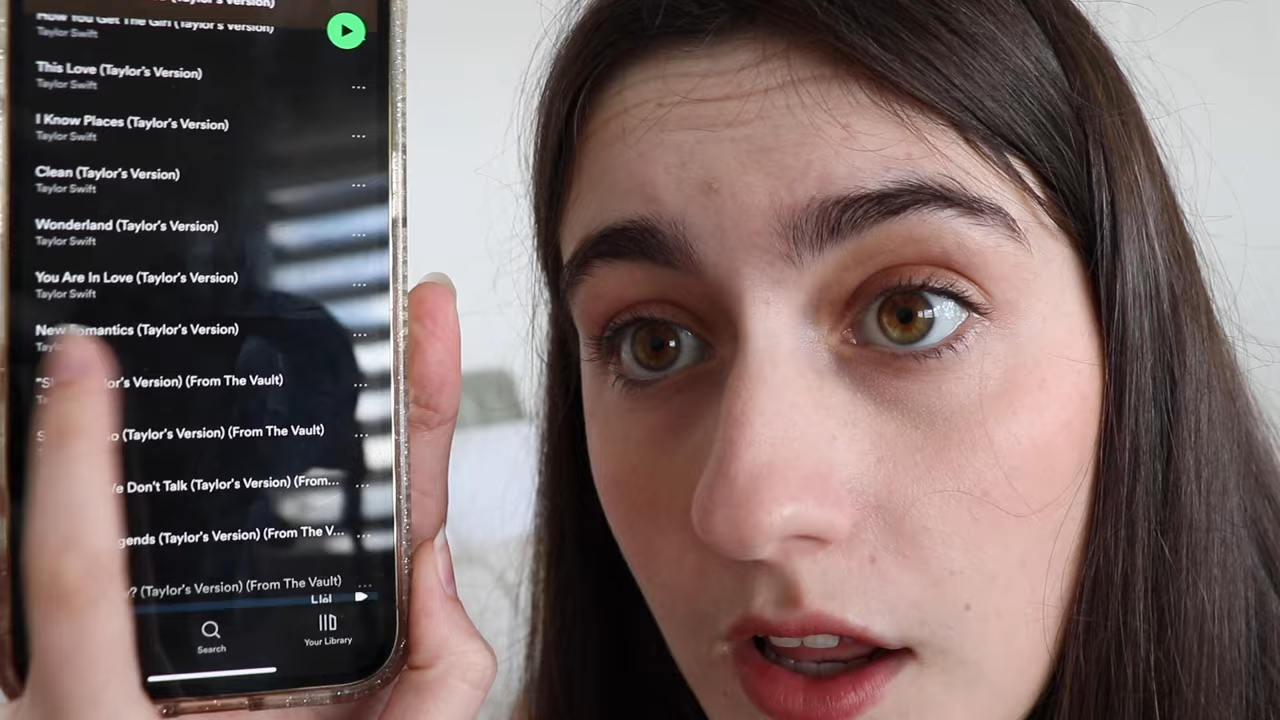 (Taylor's Version)
How You Get The Girl (Taylor's Version)
Taylor Swift
This Love (Taylor's Version)
Taylor Swift
I Know Places (Taylor's Version)
Taylor Swift
Clean (Taylor's Version)
Taylor Swift
Wonderland (Taylor's Version)
Taylor Swift
You Are In Love (Taylor's Version)
Taylor Swift
New Romantics (Taylor's Version)
Version) (From The Vault)
(Taylor's Version) (From The Vault)
Don't Talk (Taylor's Version) (From...
(Taylor's Version) (From The V...
(Taylor's Version) (From The Vault)
Search
Your Library